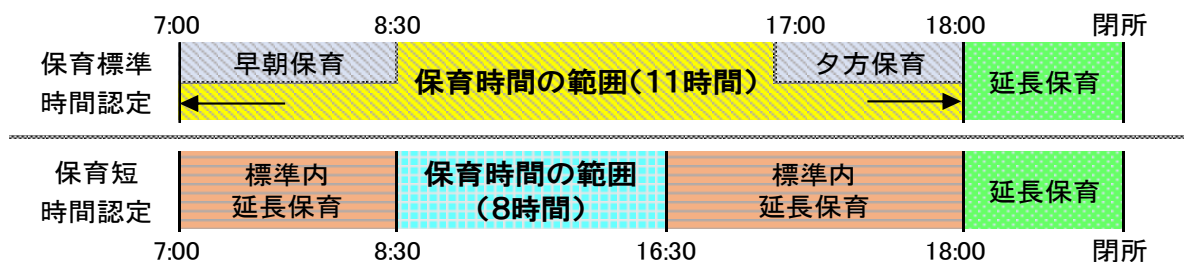 7:00 8:30 17:00 18:00 閉所
保育標準
時間認定
早朝保育
保育時間の範囲(11時間)
夕方保育
延長保育
保育短
時間認定
標準内
延長保育
保育時間の範囲
(8時間)
標準内
延長保育
延長保育
7:00 8:30 16:30 18:00 閉所